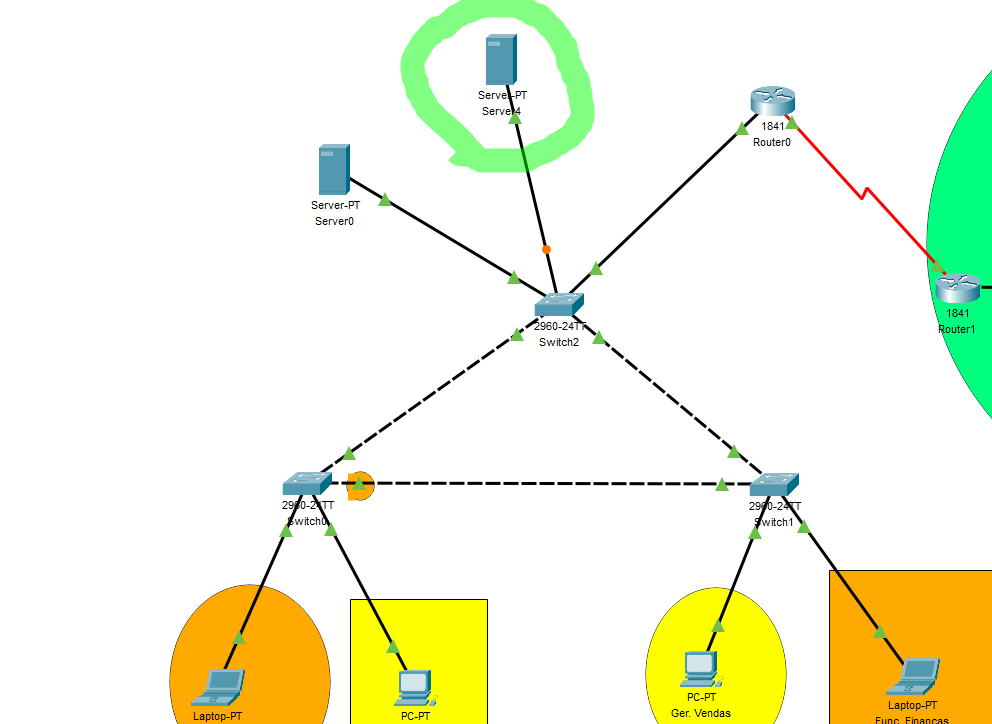 Server-PT
Server4
1841
Router0
Server-PT
Server0
1841
Router1
2960-24TT
Switch2
2960-24TT
Switch0
2960-24TT
Switch1
Laptop-PT
PC-PT
PC-PT
Ger. Vendas
Laptop-PT
Func. Finanças